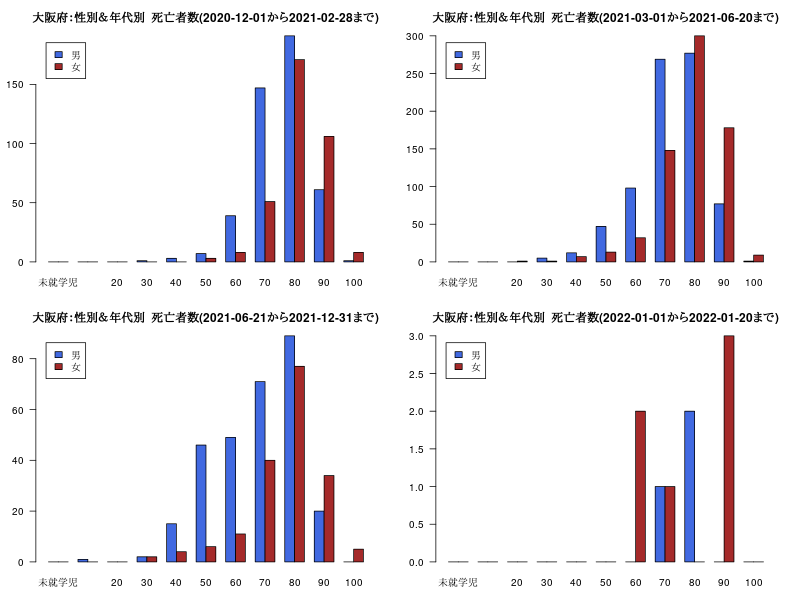 大阪府：性別＆年代別 死亡者数(2020-12-01から2021-02-28まで)
男
女
150
100
50
0
未就学児 20 30 40 50 60 70 80 90 100
大阪府：性別＆年代別 死亡者数(2021-03-01から2021-06-20まで)
男
女
300
250
200
150
100
50
0
未就学児 20 30 40 50 60 70 80 90 100
大阪府：性別＆年代別 死亡者数(2021-06-21から2021-12-31まで)
男
女
80
60
40
20
0
未就学児 20 30 40 50 60 70 80 90 100
大阪府：性別＆年代別 死亡者数(2022-01-01から2022-01-20まで)
男
女
3.0
2.5
2.0
1.5
1.0
0.5
0.0
未就学児 20 30 40 50 60 70 80 90 100